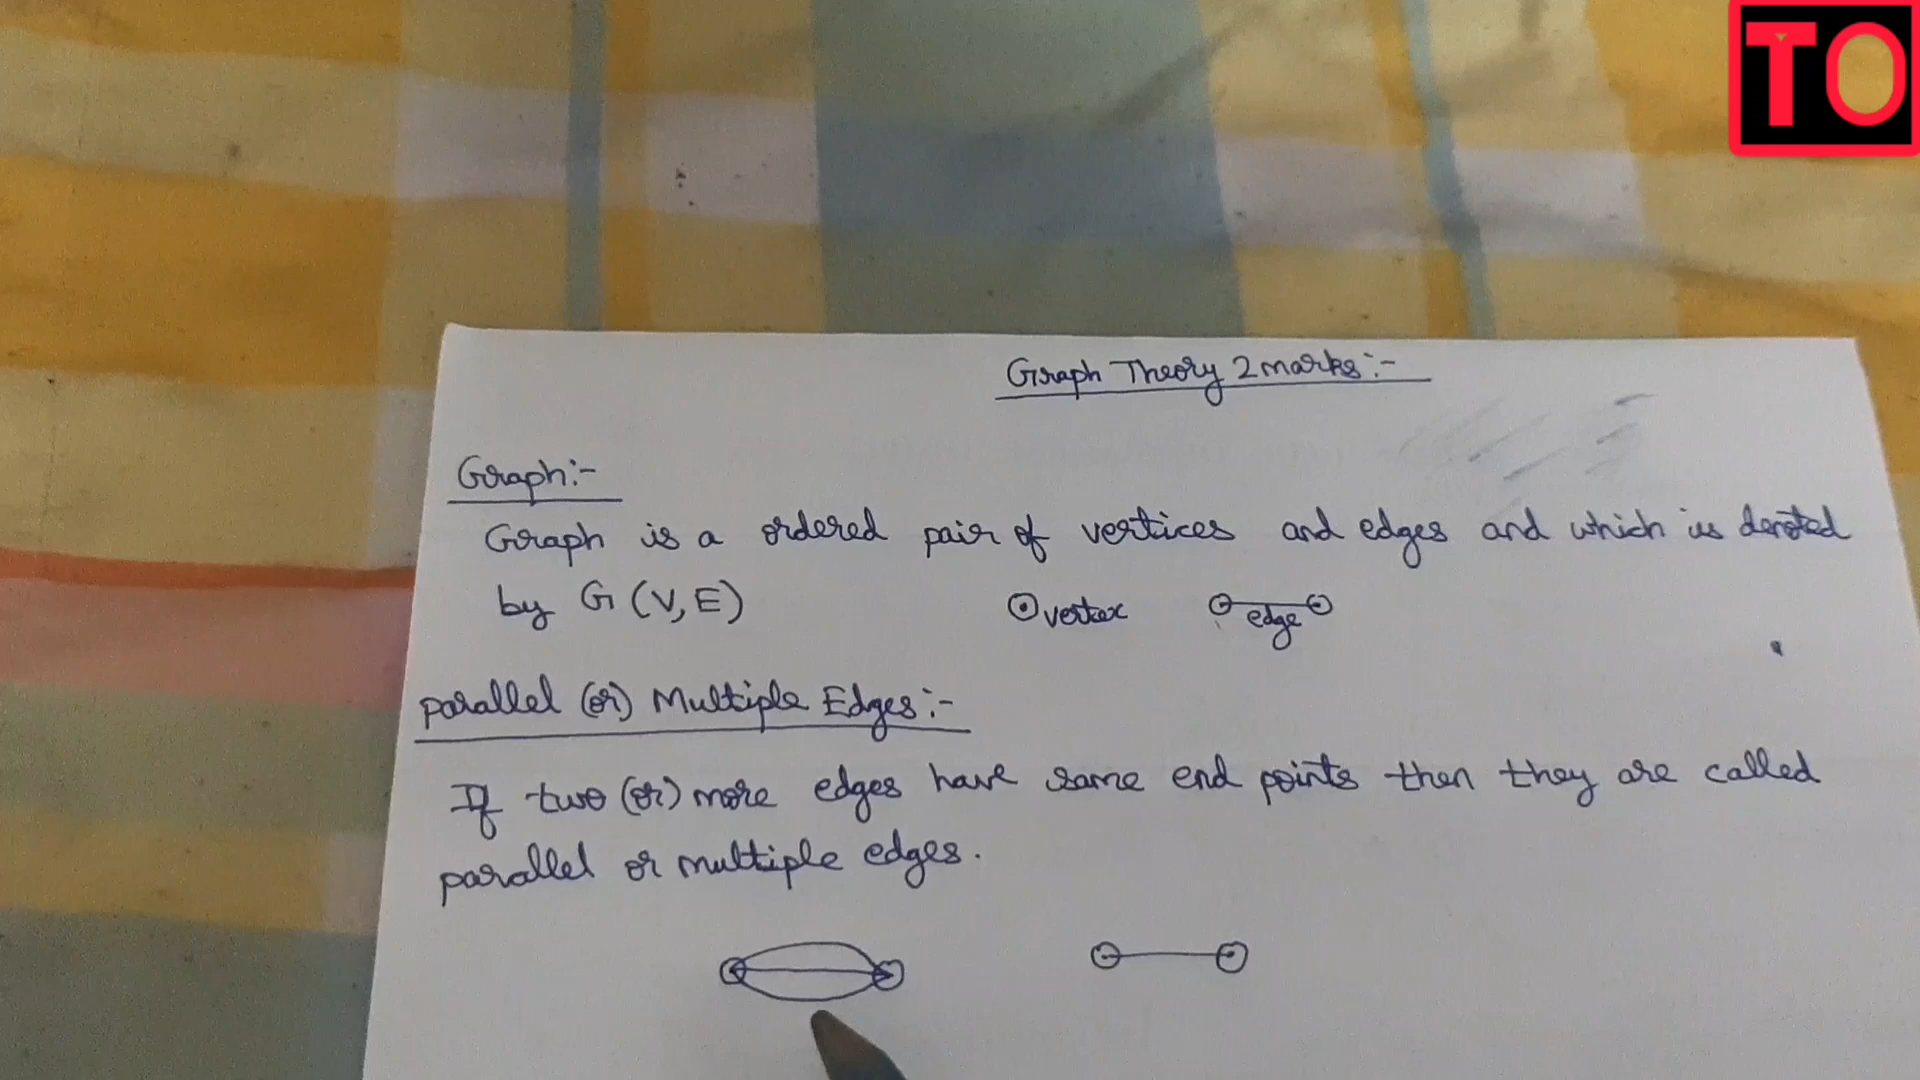 TO
Graph Theory 2 marks:-
Graph:-
Graph is a ordered pair of vertices and edges and which is denoted
by G (V, E)
vertex
edge
parallel (or) Multiple Edges:-
If two (or) more edges have same end points then they are called
parallel or multiple edges.